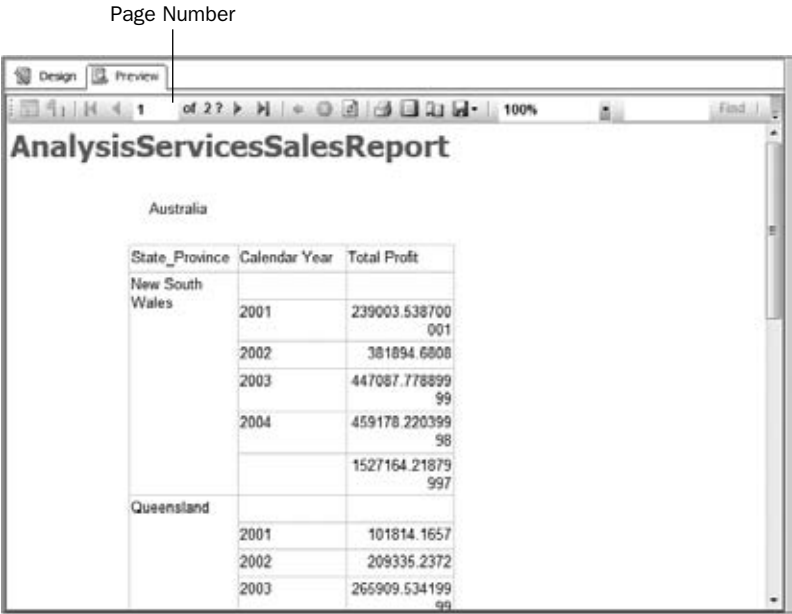 Page Number
Design Preview
1 of 2 ? 100% Find
AnalysisServicesSalesReport
Australia
State_Province Calendar Year Total Profit
New South
Wales
2001 239003.538700
001
2002 381894.6808
2003 447087.778899
99
2004 459178.220399
98
1527164.21879
997
Queensland
2001 101814.1657
2002 209335.2372
2003 265909.534199
99